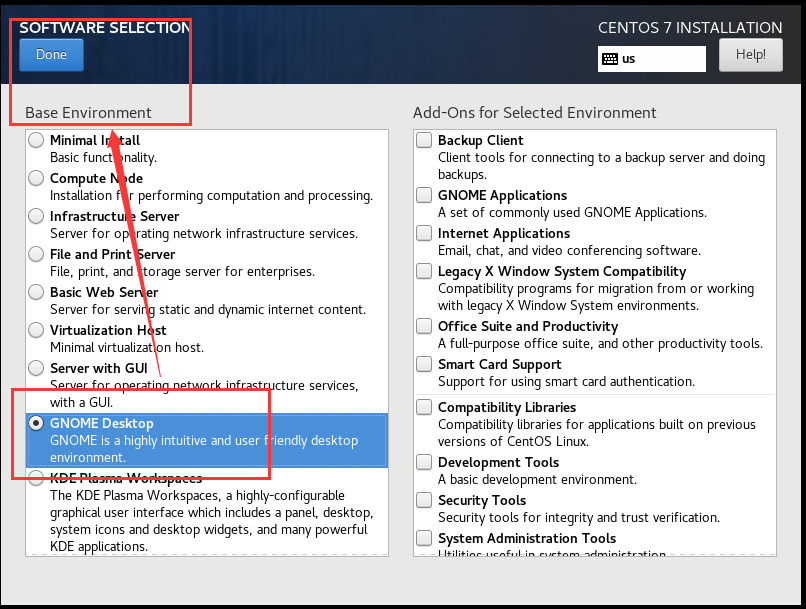 SOFTWARE SELECTION
Done
CENTOS 7 INSTALLATION
us
Help!
Base Environment
Minimal Install
Basic functionality.
Compute Node
Installation for performing computation and processing.
Infrastructure Server
Server for operating network infrastructure services.
File and Print Server
File, print, and storage server for enterprises.
Basic Web Server
Server for serving static and dynamic internet content.
Virtualization Host
Minimal virtualization host.
Server with GUI
Server for operating network infrastructure services,
with a GUI.
GNOME Desktop
GNOME is a highly intuitive and user friendly desktop
environment.
KDE Plasma Workspaces
The KDE Plasma Workspaces, a highly-configurable
graphical user interface which includes a panel, desktop,
system icons and desktop widgets, and many powerful
KDE applications.
Add-Ons for Selected Environment
Backup Client
Client tools for connecting to a backup server and doing
backups.
GNOME Applications
A set of commonly used GNOME Applications.
Internet Applications
Email, chat, and video conferencing software.
Legacy X Window System Compatibility
Compatibility programs for migration from or working
with legacy X Window System environments.
Office Suite and Productivity
A full-purpose office suite, and other productivity tools.
Smart Card Support
Support for using smart card authentication.
Compatibility Libraries
Compatibility libraries for applications built on previous
versions of CentOS Linux.
Development Tools
A basic development environment.
Security Tools
Security tools for integrity and trust verification.
System Administration Tools
Utilities useful in system administration.